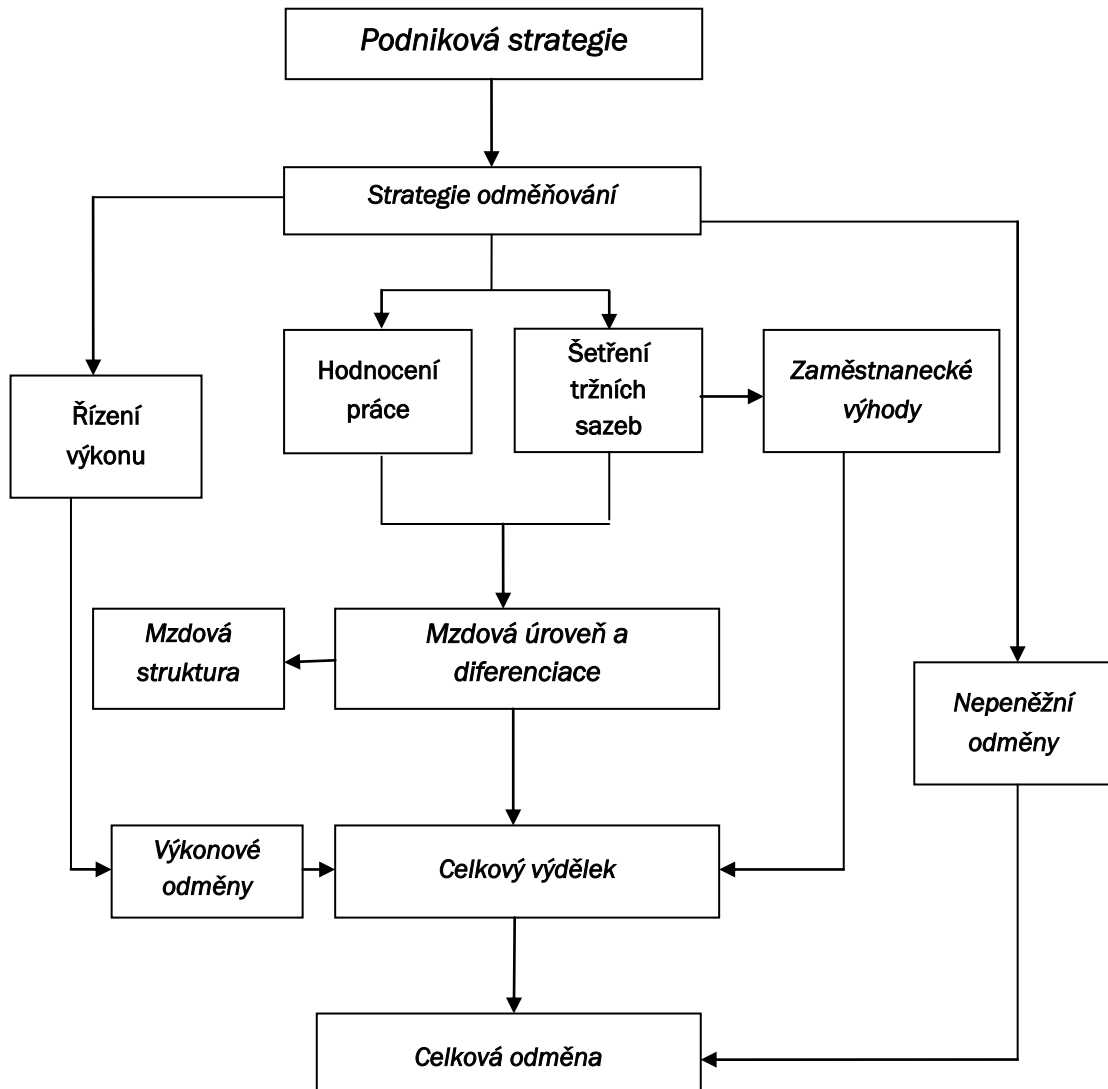 Podniková strategie
Strategie odměňování
Hodnocení
práce
Šetření
tržních
sazeb
Zaměstnanecké
výhody
Řízení
výkonu
Mzdová
struktura
Mzdová úroveň a
diferenciace
Nepeněžní
odměny
Výkonové
odměny
Celkový výdělek
Celková odměna